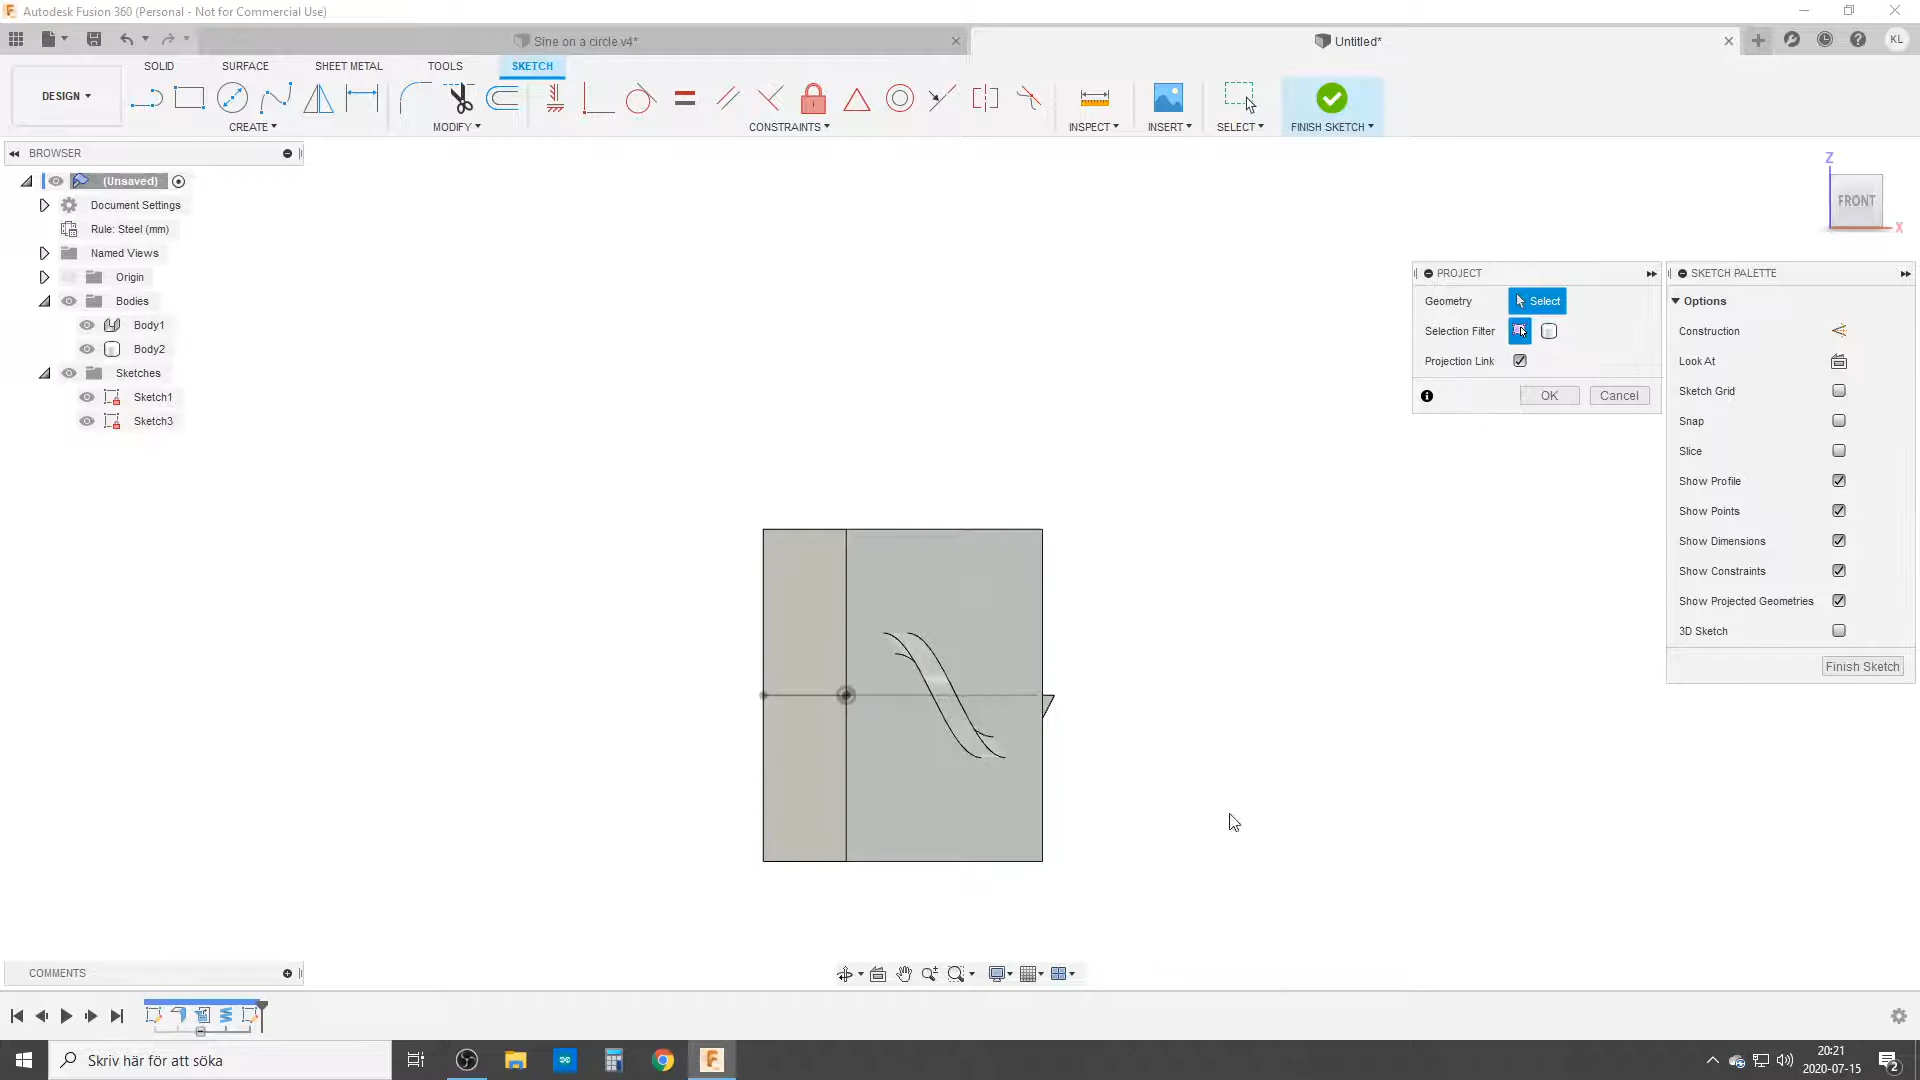 Autodesk Fusion 360 (Personal - Not for Commercial Use)
Sine on a circle v4*
Untitled*
KL
SOLID
SURFACE
SHEET METAL
TOOLS
SKETCH
DESIGN
CREATE
MODIFY
CONSTRAINTS
INSPECT
INSERT
SELECT
FINISH SKETCH
BROWSER
(Unsaved)
Document Settings
Rule: Steel (mm)
Named Views
Origin
Bodies
Body1
Body2
Sketches
Sketch1
Sketch3
Z
FRONT
X
PROJECT
Geometry
Select
Selection Filter
Projection Link
OK
Cancel
SKETCH PALETTE
Options
Construction
Look At
Sketch Grid
Snap
Slice
Show Profile
Show Points
Show Dimensions
Show Constraints
Show Projected Geometries
3D Sketch
Finish Sketch
COMMENTS
Skriv här för att söka
20:21
2020-07-15
2